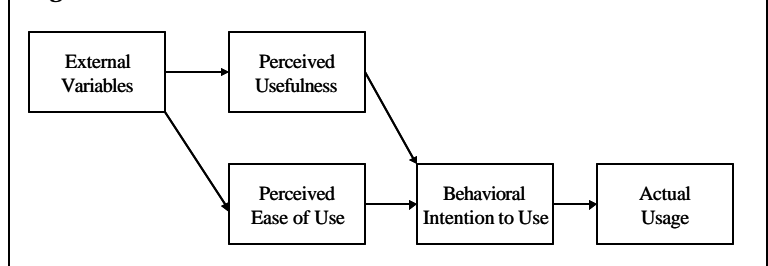 External
Variables
Perceived
Usefulness
Perceived
Ease of Use
Behavioral
Intention to Use
Actual
Usage